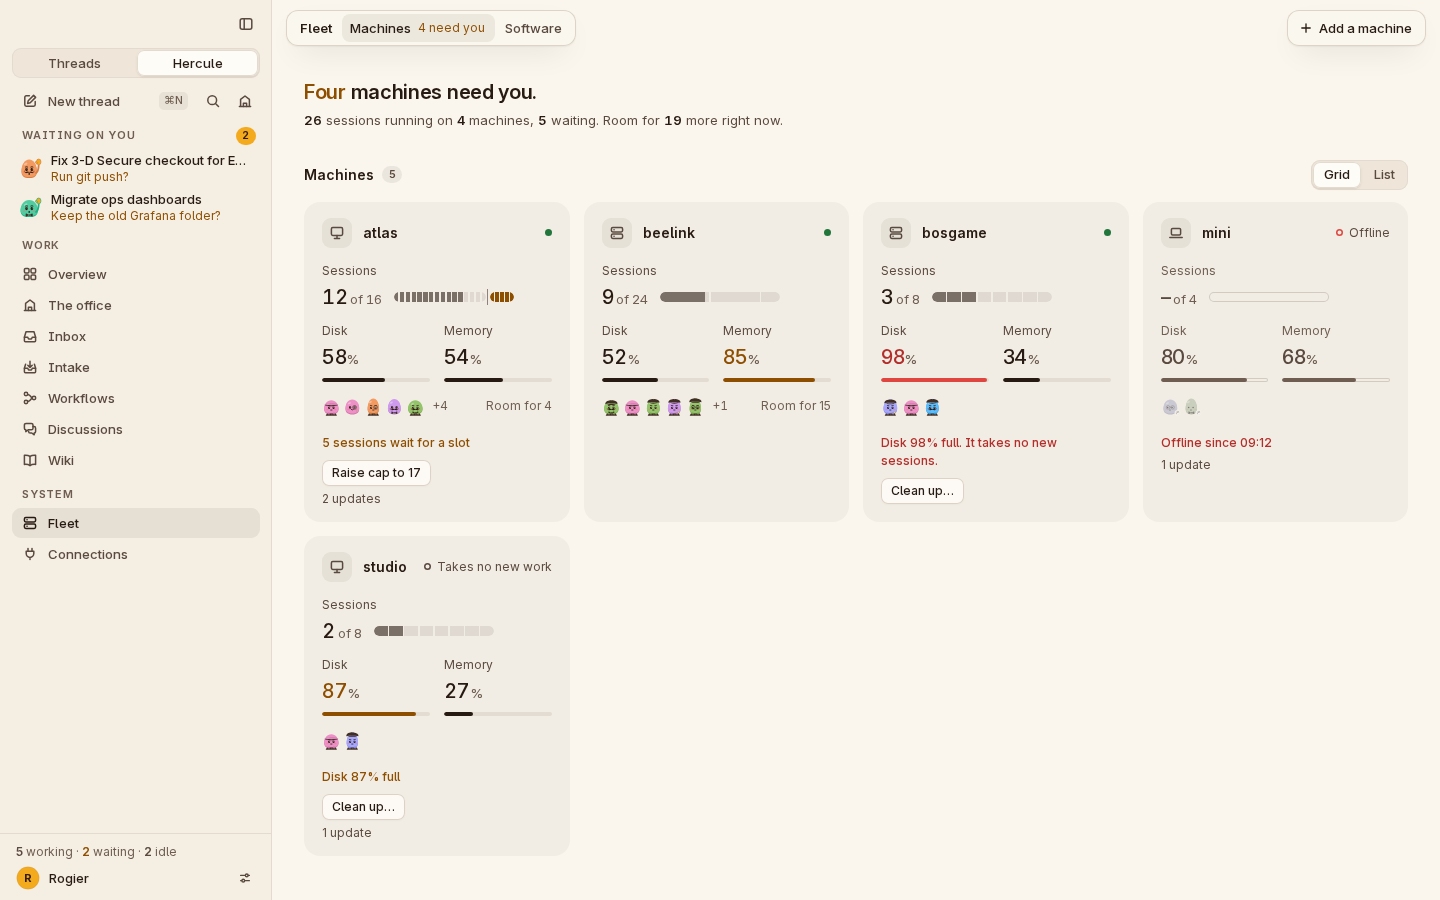 Threads
Hercule
New thread
⌘N
WAITING ON YOU
2
Fix 3-D Secure checkout for E…
Run git push?
Migrate ops dashboards
Keep the old Grafana folder?
WORK
Overview
The office
Inbox
Intake
Workflows
Discussions
Wiki
SYSTEM
Fleet
Connections
5 working · 2 waiting · 2 idle
R
Rogier
Fleet
Machines 4 need you
Software
Add a machine
Four machines need you.
26 sessions running on 4 machines, 5 waiting. Room for 19 more right now.
Machines 5
Grid
List
atlas
Sessions
12 of 16
Disk
Memory
58%
54%
+4
Room for 4
5 sessions wait for a slot
Raise cap to 17
2 updates
beelink
Sessions
9 of 24
Disk
Memory
52%
85%
+1
Room for 15
bosgame
Sessions
3 of 8
Disk
Memory
98%
34%
Disk 98% full. It takes no new
sessions.
Clean up…
mini
Offline
Sessions
– of 4
Disk
Memory
80%
68%
Offline since 09:12
1 update
studio
Takes no new work
Sessions
2 of 8
Disk
Memory
87%
27%
Disk 87% full
Clean up…
1 update